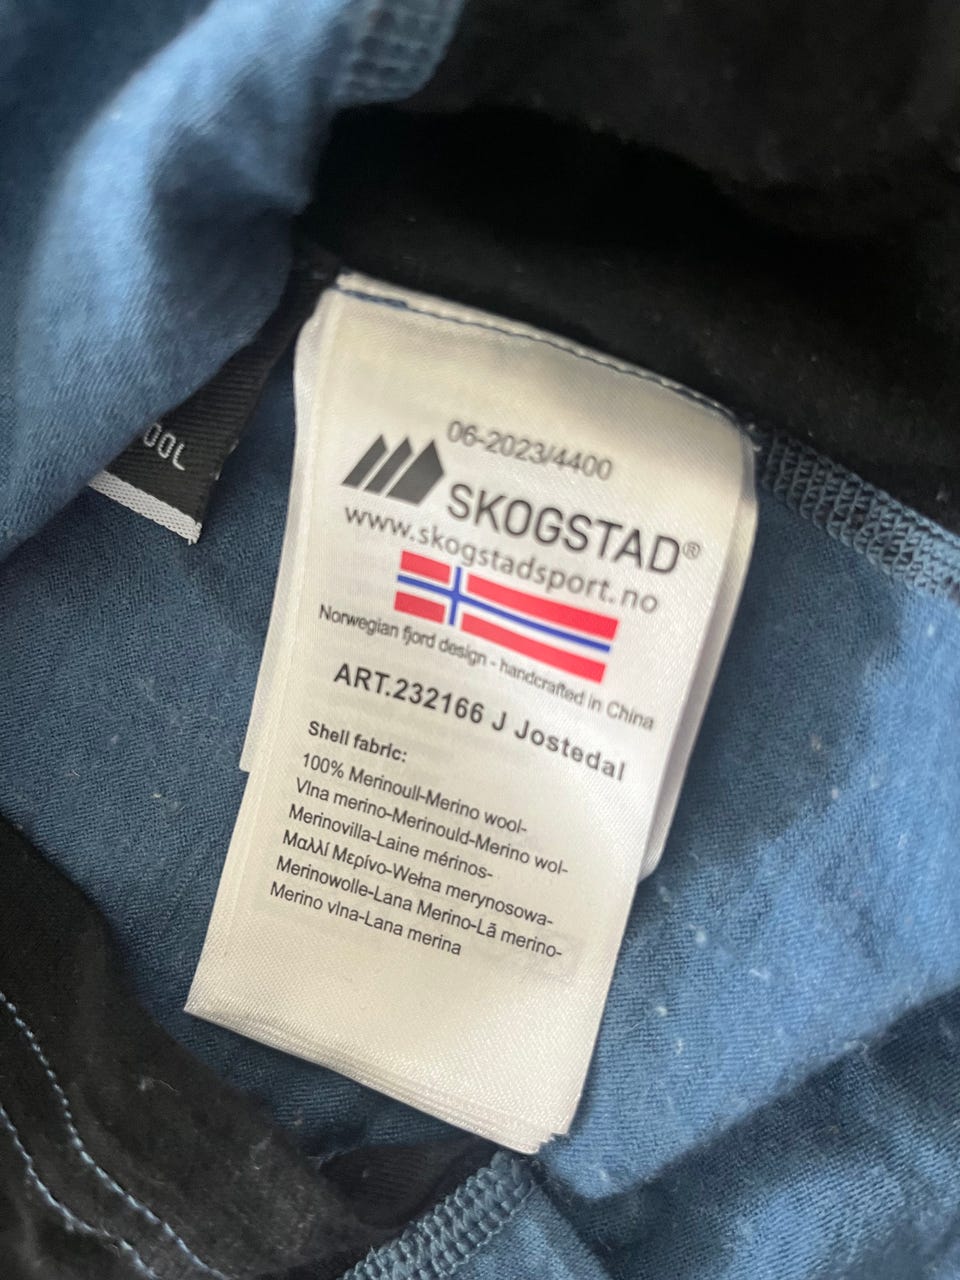 06-2023/4400
SKOGSTAD®
www.skogstadsport.no
Norwegian fjord design - handcrafted in China
ART.232166 J Jostedal
Shell fabric:
100% Merinoull-Merino wool-
Vlna merino-Merinould-Merino wol-
Merinovilla-Laine mérinos-
Μαλλί Μερίνο-Wełna merynosowa-
Merinowolle-Lana Merino-Lā merino-
Merino vlna-Lana merina
OOL